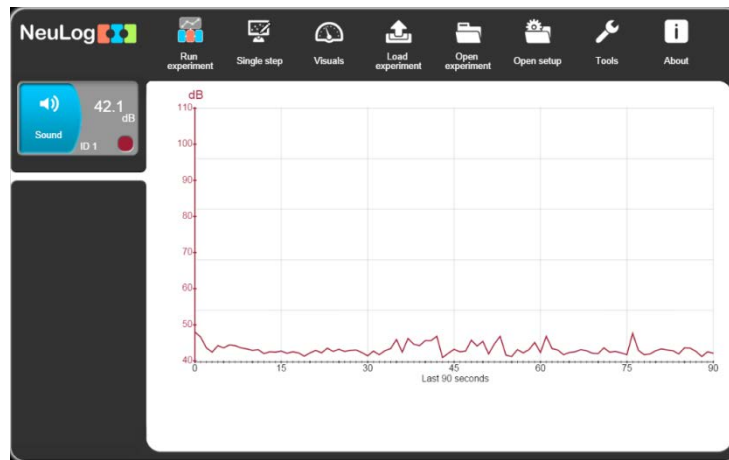 NeuLog
Run
experiment
Single step
Visuals
Load
experiment
Open
experiment
Open setup
Tools
i
About
42.1
dB
Sound
ID 1
dB
110
100
90
80
70
60
50
40
0 15 30 45 60 75 90
Last 90 seconds